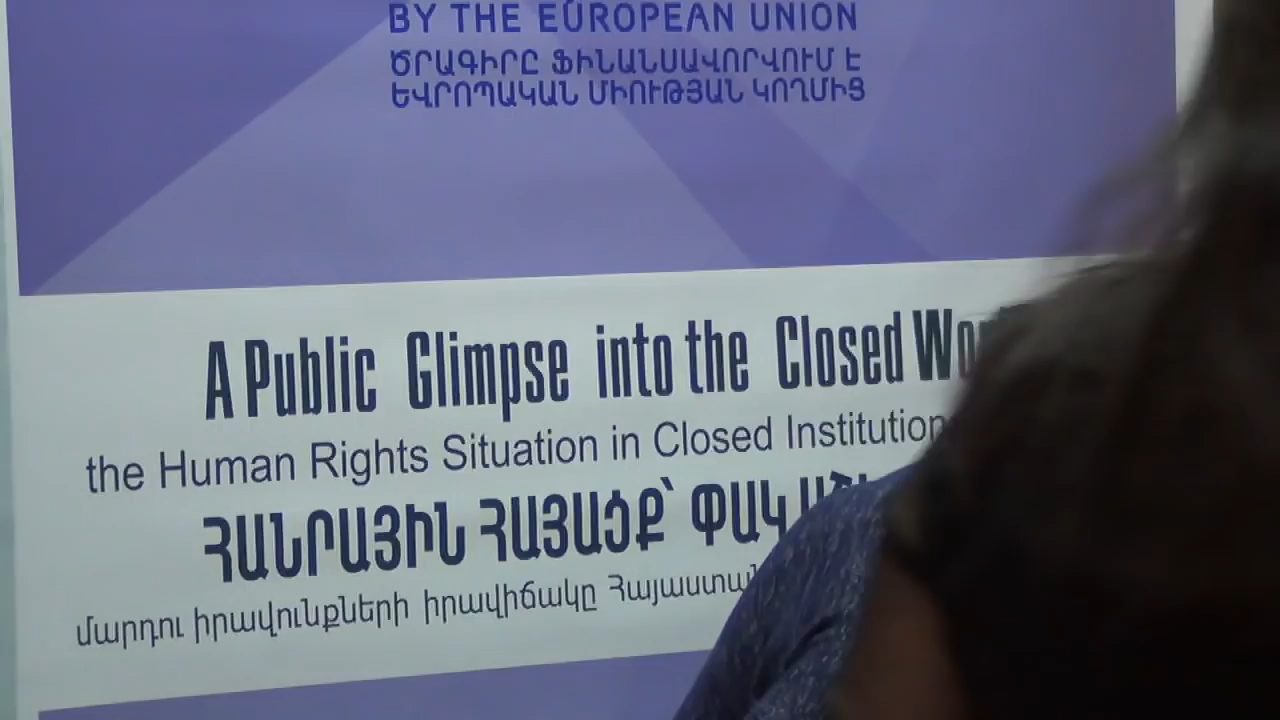 BY THE EUROPEAN UNION
ԾՐԱԳԻՐԸ ՖԻՆԱՆՍԱՎՈՐՎՈՒՄ Է
ԵՎՐՈՊԱԿԱՆ ՄԻՈՒԹՅԱՆ ԿՈՂՄԻՑ
A Public Glimpse into the Closed
the Human Rights Situation in Closed
ՀԱՆՐԱՅԻՆ ՀԱՅԱՑՔ՝ ՓԱԿ
մարդու իրավունքների իրավիճակը